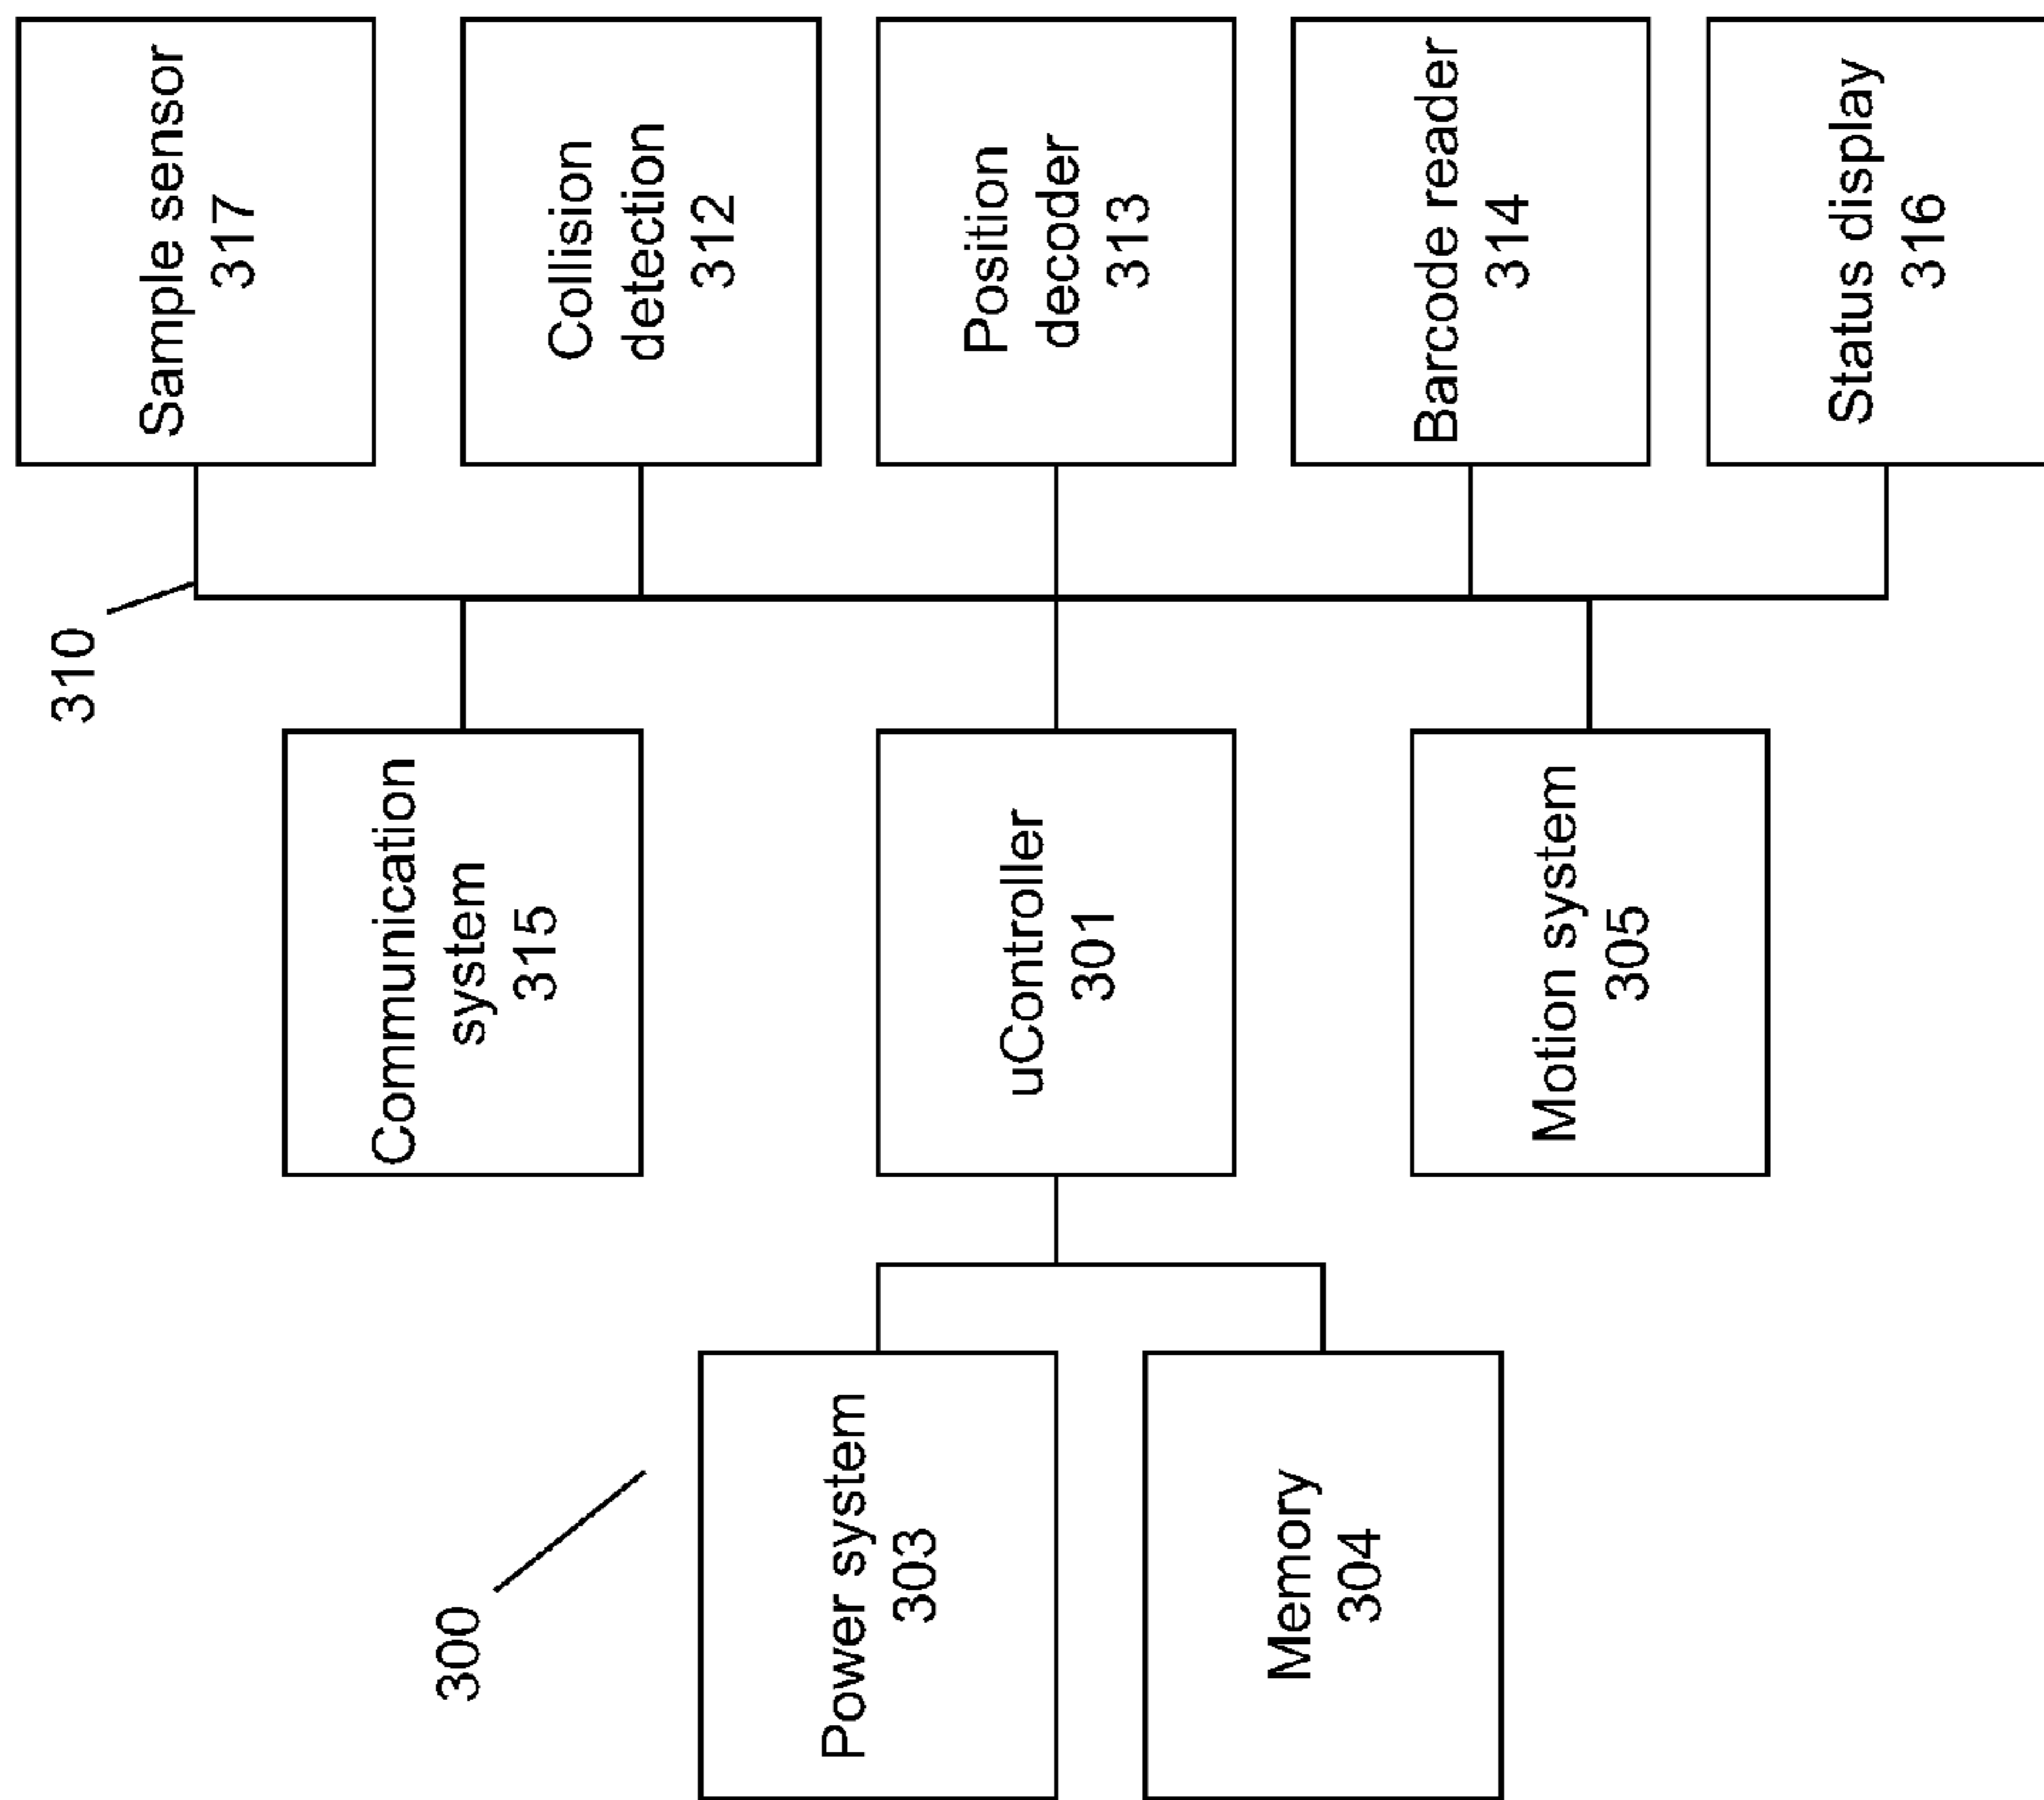 300
Power system
303
Memory
304
Communication
system
315
uController
301
Motion system
305
310
Sample sensor
317
Collision
detection
312
Position
decoder
313
Barcode reader
314
Status display
316